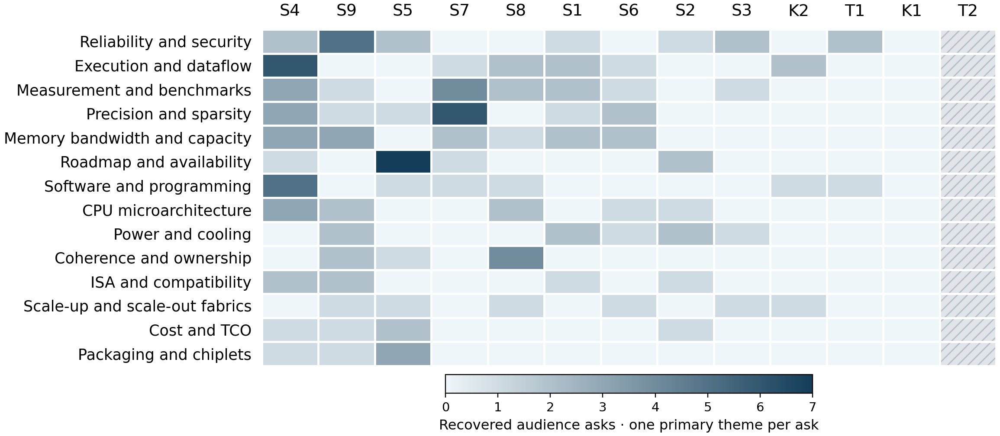 S4 S9 S5 S7 S8 S1 S6 S2 S3 K2 T1 K1 T2
Reliability and security
Execution and dataflow
Measurement and benchmarks
Precision and sparsity
Memory bandwidth and capacity
Roadmap and availability
Software and programming
CPU microarchitecture
Power and cooling
Coherence and ownership
ISA and compatibility
Scale-up and scale-out fabrics
Cost and TCO
Packaging and chiplets
0 1 2 3 4 5 6 7
Recovered audience asks · one primary theme per ask